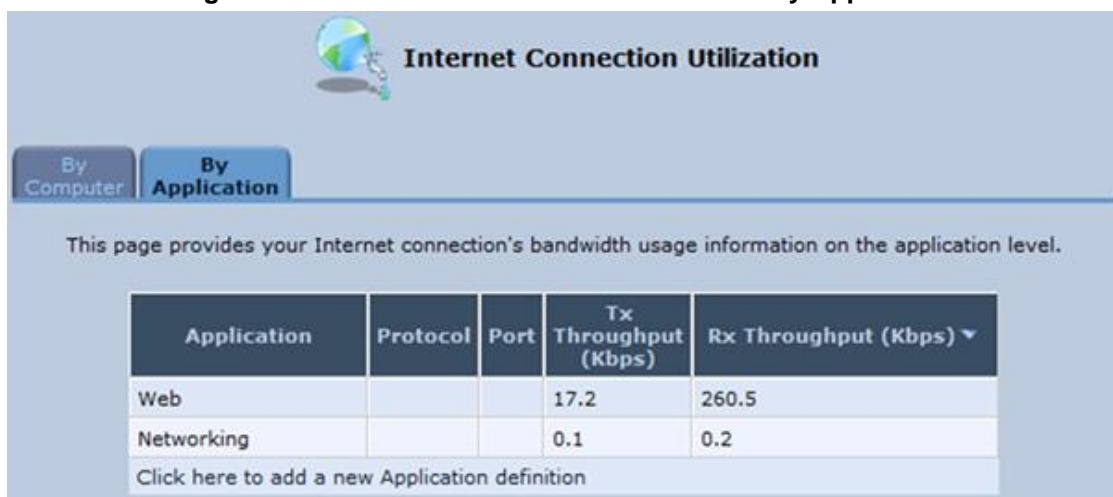 Internet Connection Utilization
By
Computer
By
Application
This page provides your Internet connection's bandwidth usage information on the application level.
Application Protocol Port Tx Throughput (Kbps) Rx Throughput (Kbps)
Web 17.2 260.5
Networking 0.1 0.2
Click here to add a new Application definition